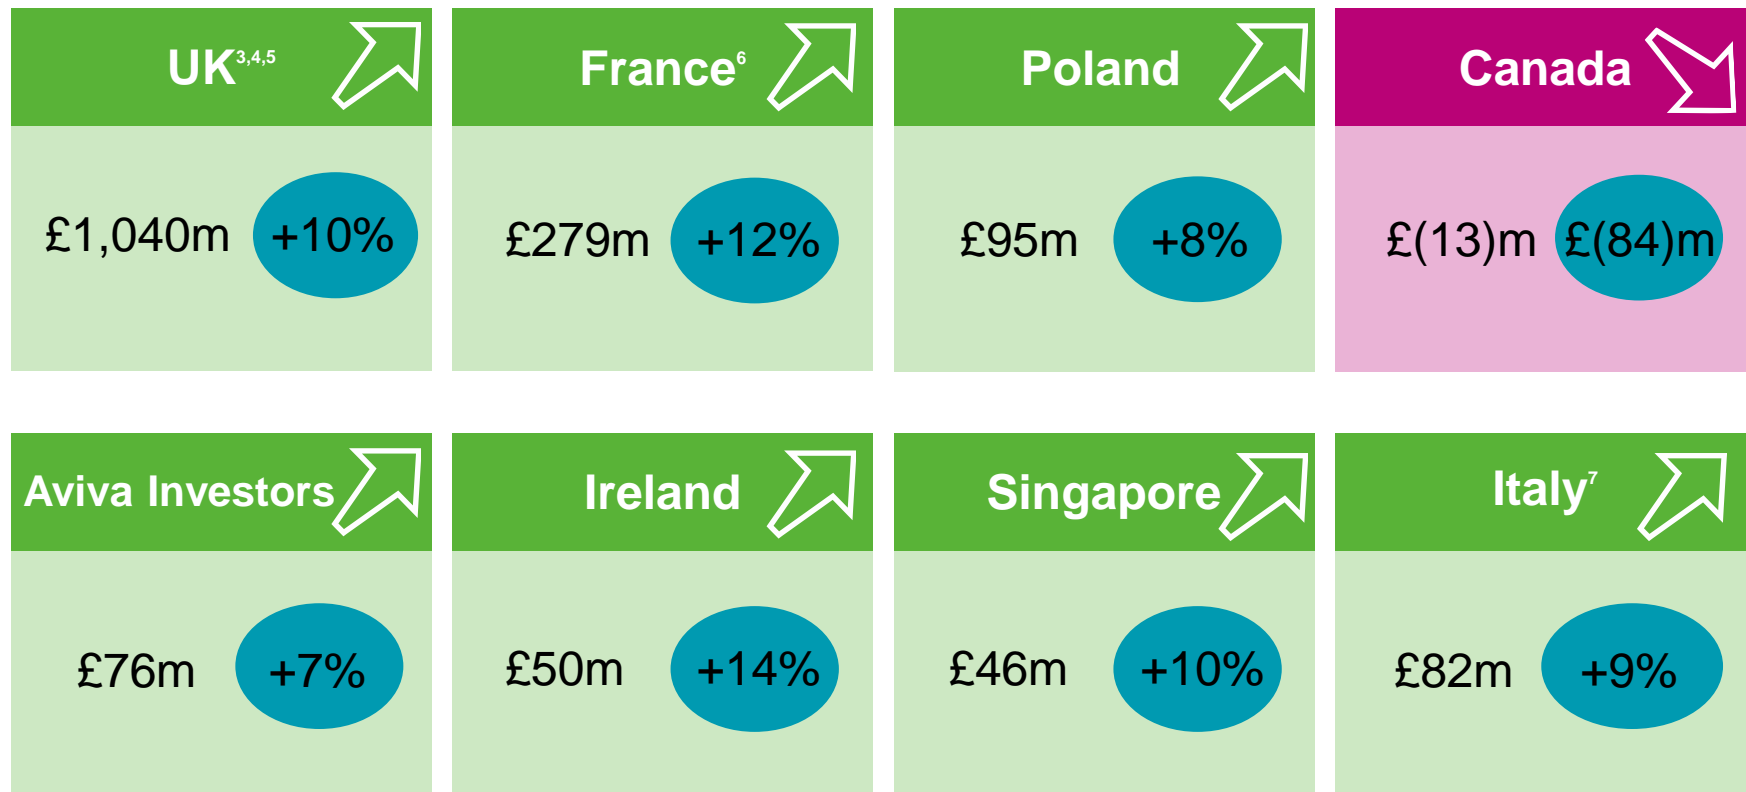 UK3,4,5
France6
Poland
Canada
£1,040m +10%
£279m +12%
£95m +8%
£(13)m £(84)m
Aviva Investors
Ireland
Singapore
Italy7
£76m +7%
£50m +14%
£46m +10%
£82m +9%